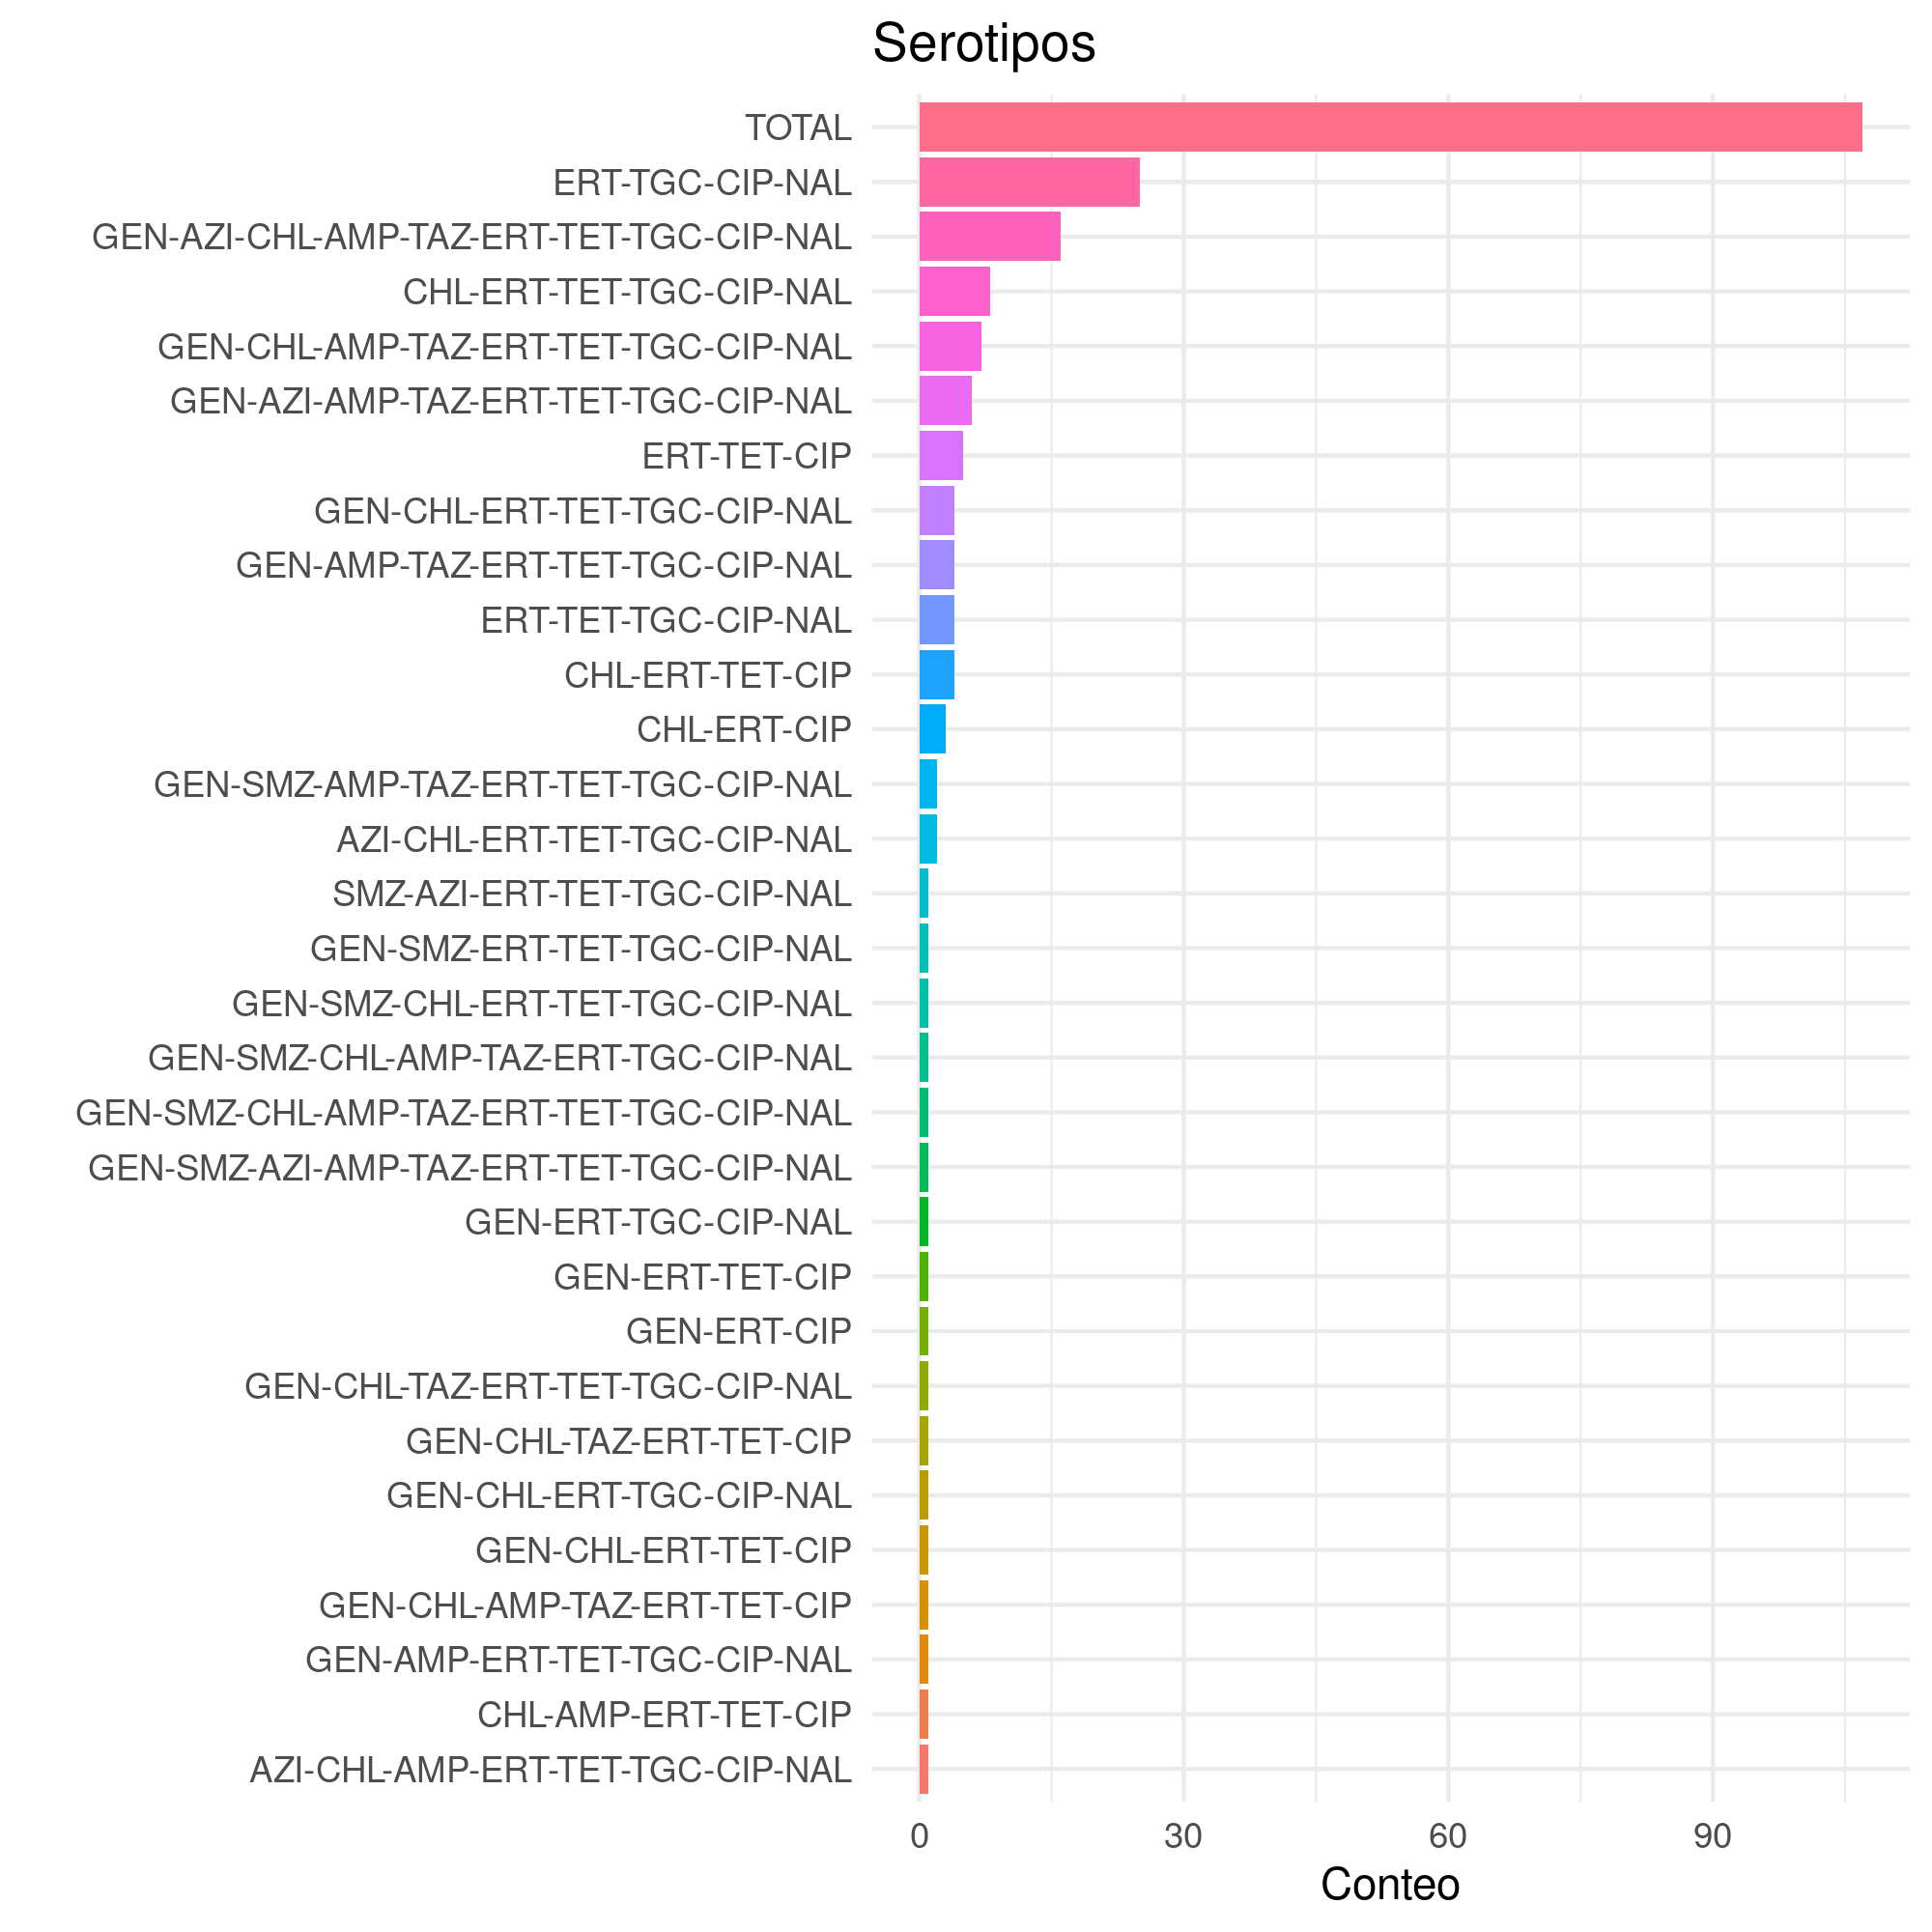 Serotipos
TOTAL
ERT-TGC-CIP-NAL
GEN-AZI-CHL-AMP-TAZ-ERT-TET-TGC-CIP-NAL
CHL-ERT-TET-TGC-CIP-NAL
GEN-CHL-AMP-TAZ-ERT-TET-TGC-CIP-NAL
GEN-AZI-AMP-TAZ-ERT-TET-TGC-CIP-NAL
ERT-TET-CIP
GEN-CHL-ERT-TET-TGC-CIP-NAL
GEN-AMP-TAZ-ERT-TET-TGC-CIP-NAL
ERT-TET-TGC-CIP-NAL
CHL-ERT-TET-CIP
CHL-ERT-CIP
GEN-SMZ-AMP-TAZ-ERT-TET-TGC-CIP-NAL
AZI-CHL-ERT-TET-TGC-CIP-NAL
SMZ-AZI-ERT-TET-TGC-CIP-NAL
GEN-SMZ-ERT-TET-TGC-CIP-NAL
GEN-SMZ-CHL-ERT-TET-TGC-CIP-NAL
GEN-SMZ-CHL-AMP-TAZ-ERT-TGC-CIP-NAL
GEN-SMZ-CHL-AMP-TAZ-ERT-TET-TGC-CIP-NAL
GEN-SMZ-AZI-AMP-TAZ-ERT-TET-TGC-CIP-NAL
GEN-ERT-TGC-CIP-NAL
GEN-ERT-TET-CIP
GEN-ERT-CIP
GEN-CHL-TAZ-ERT-TET-TGC-CIP-NAL
GEN-CHL-TAZ-ERT-TET-CIP
GEN-CHL-ERT-TGC-CIP-NAL
GEN-CHL-ERT-TET-CIP
GEN-CHL-AMP-TAZ-ERT-TET-CIP
GEN-AMP-ERT-TET-TGC-CIP-NAL
CHL-AMP-ERT-TET-CIP
AZI-CHL-AMP-ERT-TET-TGC-CIP-NAL
0 30 60 90
Conteo